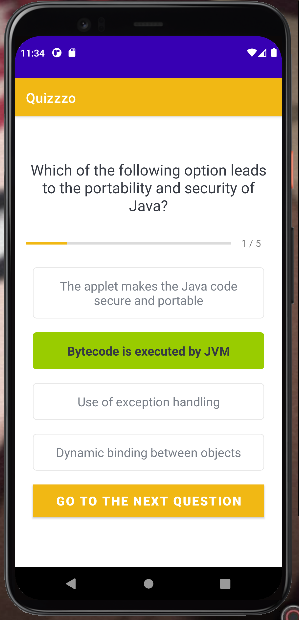 11:34
Quizzzo
Which of the following option leads
to the portability and security of
Java?
1 / 5
The applet makes the Java code
secure and portable
Bytecode is executed by JVM
Use of exception handling
Dynamic binding between objects
GO TO THE NEXT QUESTION